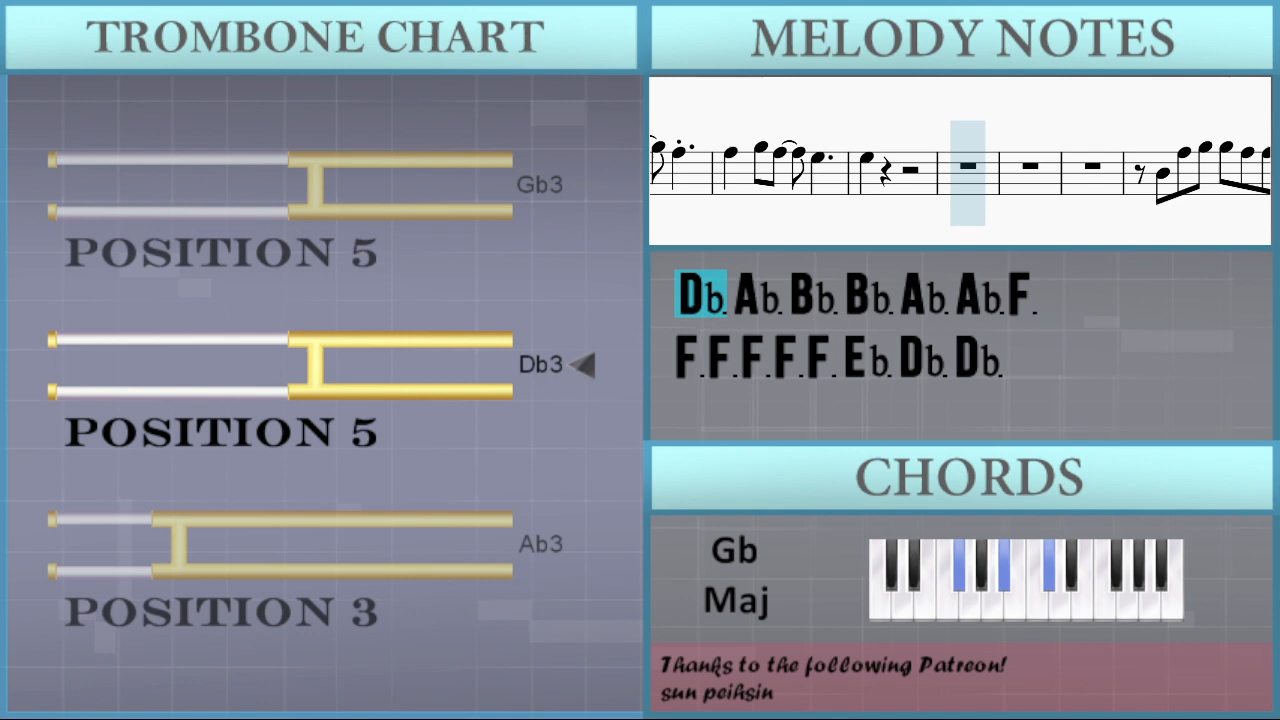 TROMBONE CHART
Gb3
POSITION 5
Db3
POSITION 5
Ab3
POSITION 3
MELODY NOTES
Db. Ab. Bb. Bb. Ab. Ab. F.
F. F. F. F. F. Eb. Db. Db.
CHORDS
Gb
Maj
Thanks to the following Patreon!
sun peihsin